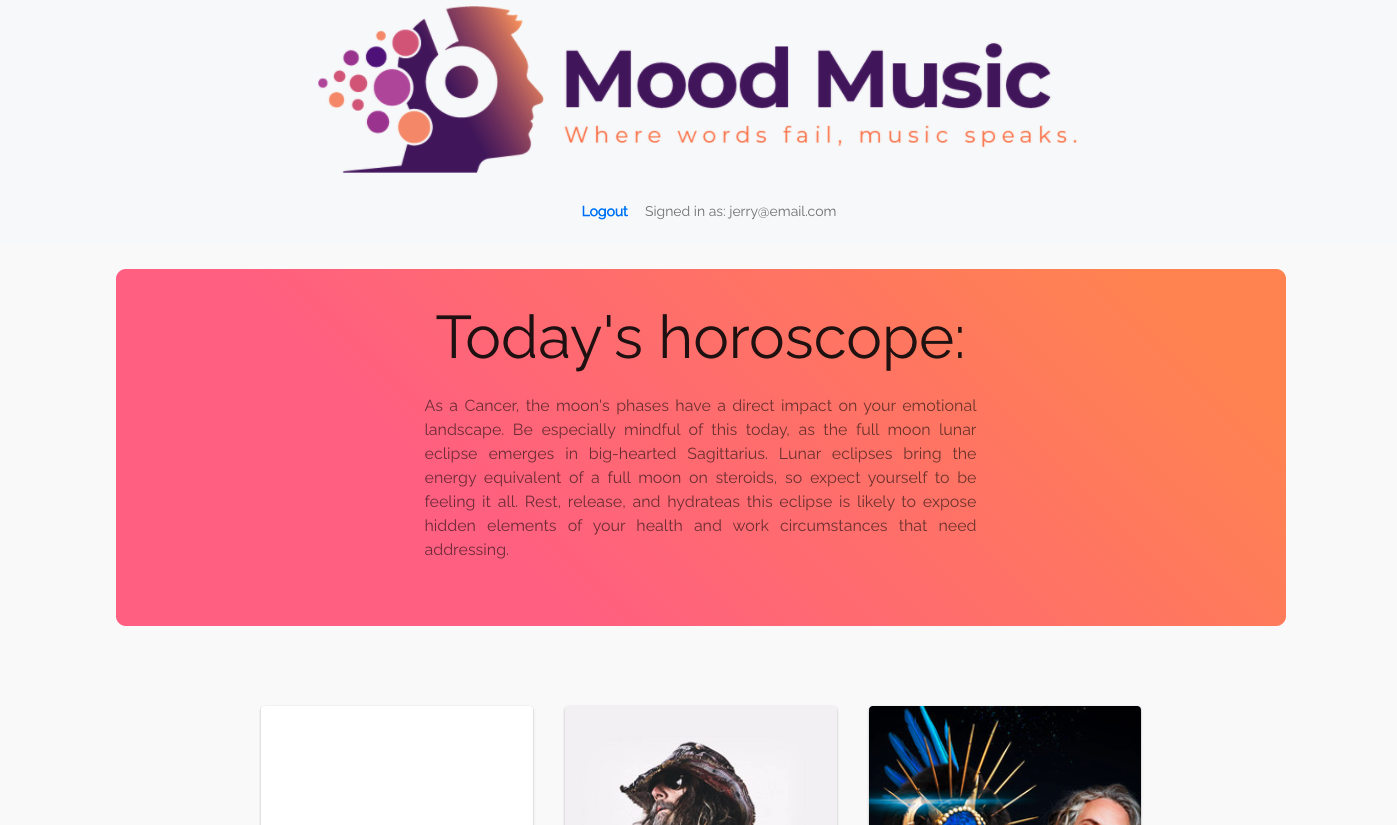 Mood Music
Where words fail, music speaks.
Logout Signed in as: jerry@email.com
Today's horoscope:
As a Cancer, the moon's phases have a direct impact on your emotional
landscape. Be especially mindful of this today, as the full moon lunar
eclipse emerges in big-hearted Sagittarius. Lunar eclipses bring the
energy equivalent of a full moon on steroids, so expect yourself to be
feeling it all. Rest, release, and hydrateas this eclipse is likely to expose
hidden elements of your health and work circumstances that need
addressing.